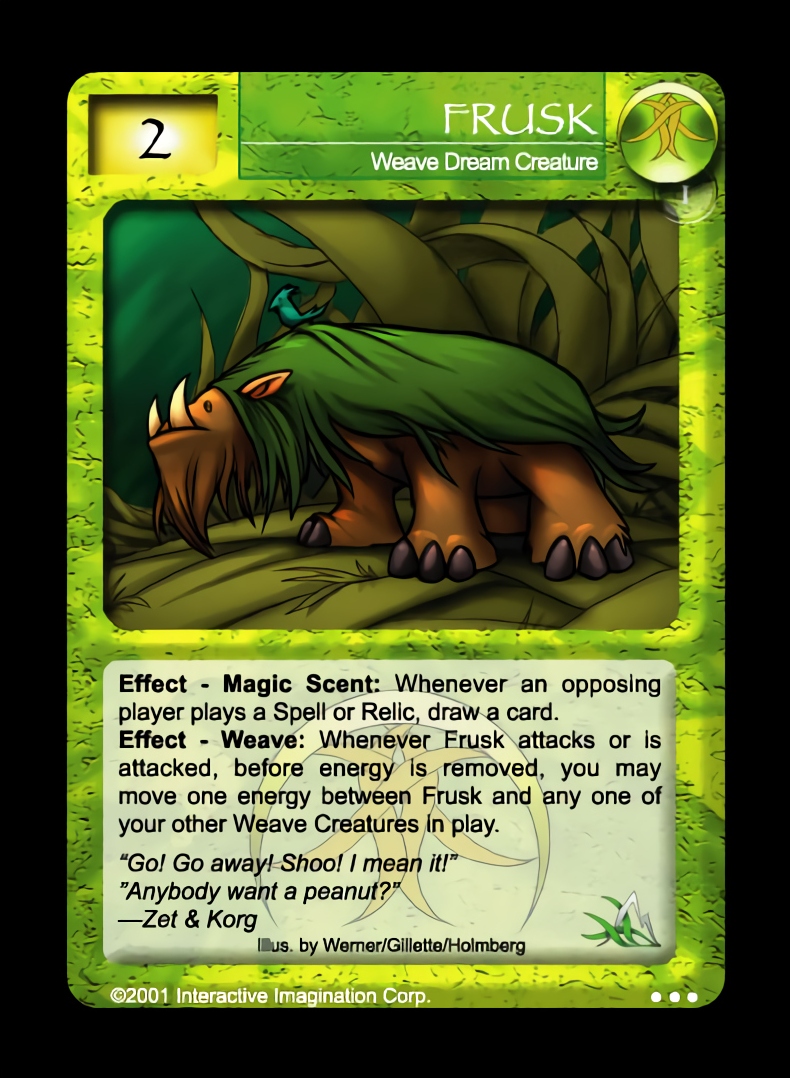 2
FRUSK
Weave Dream Creature
I
Effect - Magic Scent: Whenever an opposing
player plays a Spell or Relic, draw a card.
Effect - Weave: Whenever Frusk attacks or is
attacked, before energy is removed, you may
move one energy between Frusk and any one of
your other Weave Creatures in play.
“Go! Go away! Shoo! I mean it!”
”Anybody want a peanut?”
—Zet & Korg
Illus. by Werner/Gillette/Holmberg
©2001 Interactive Imagination Corp.